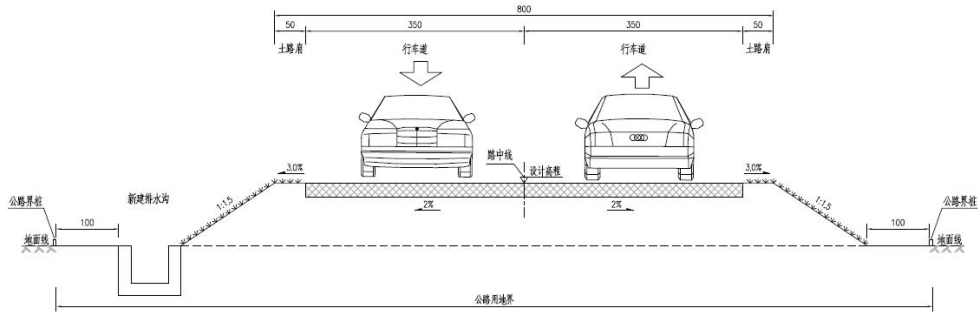 800
50 350 350 50
土路肩 行车道 行车道 土路肩
路中线 设计高程
3.0% 3.0%
新建排水沟 1:1.5 1:1.5
2% 2%
公路界桩 100 100 公路界桩
地面线 地面线
公路用地界